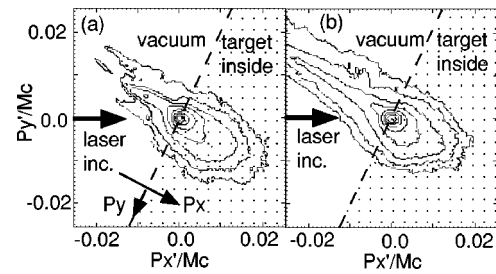 (a)
vacuum
target
inside
laser
inc.
Py
Px
(b)
vacuum
target
inside
laser
inc.
Py'/Mc
0.02
0.0
-0.02
-0.02
0.0
0.02
Px'/Mc
-0.02
0.0
0.02
Px'/Mc